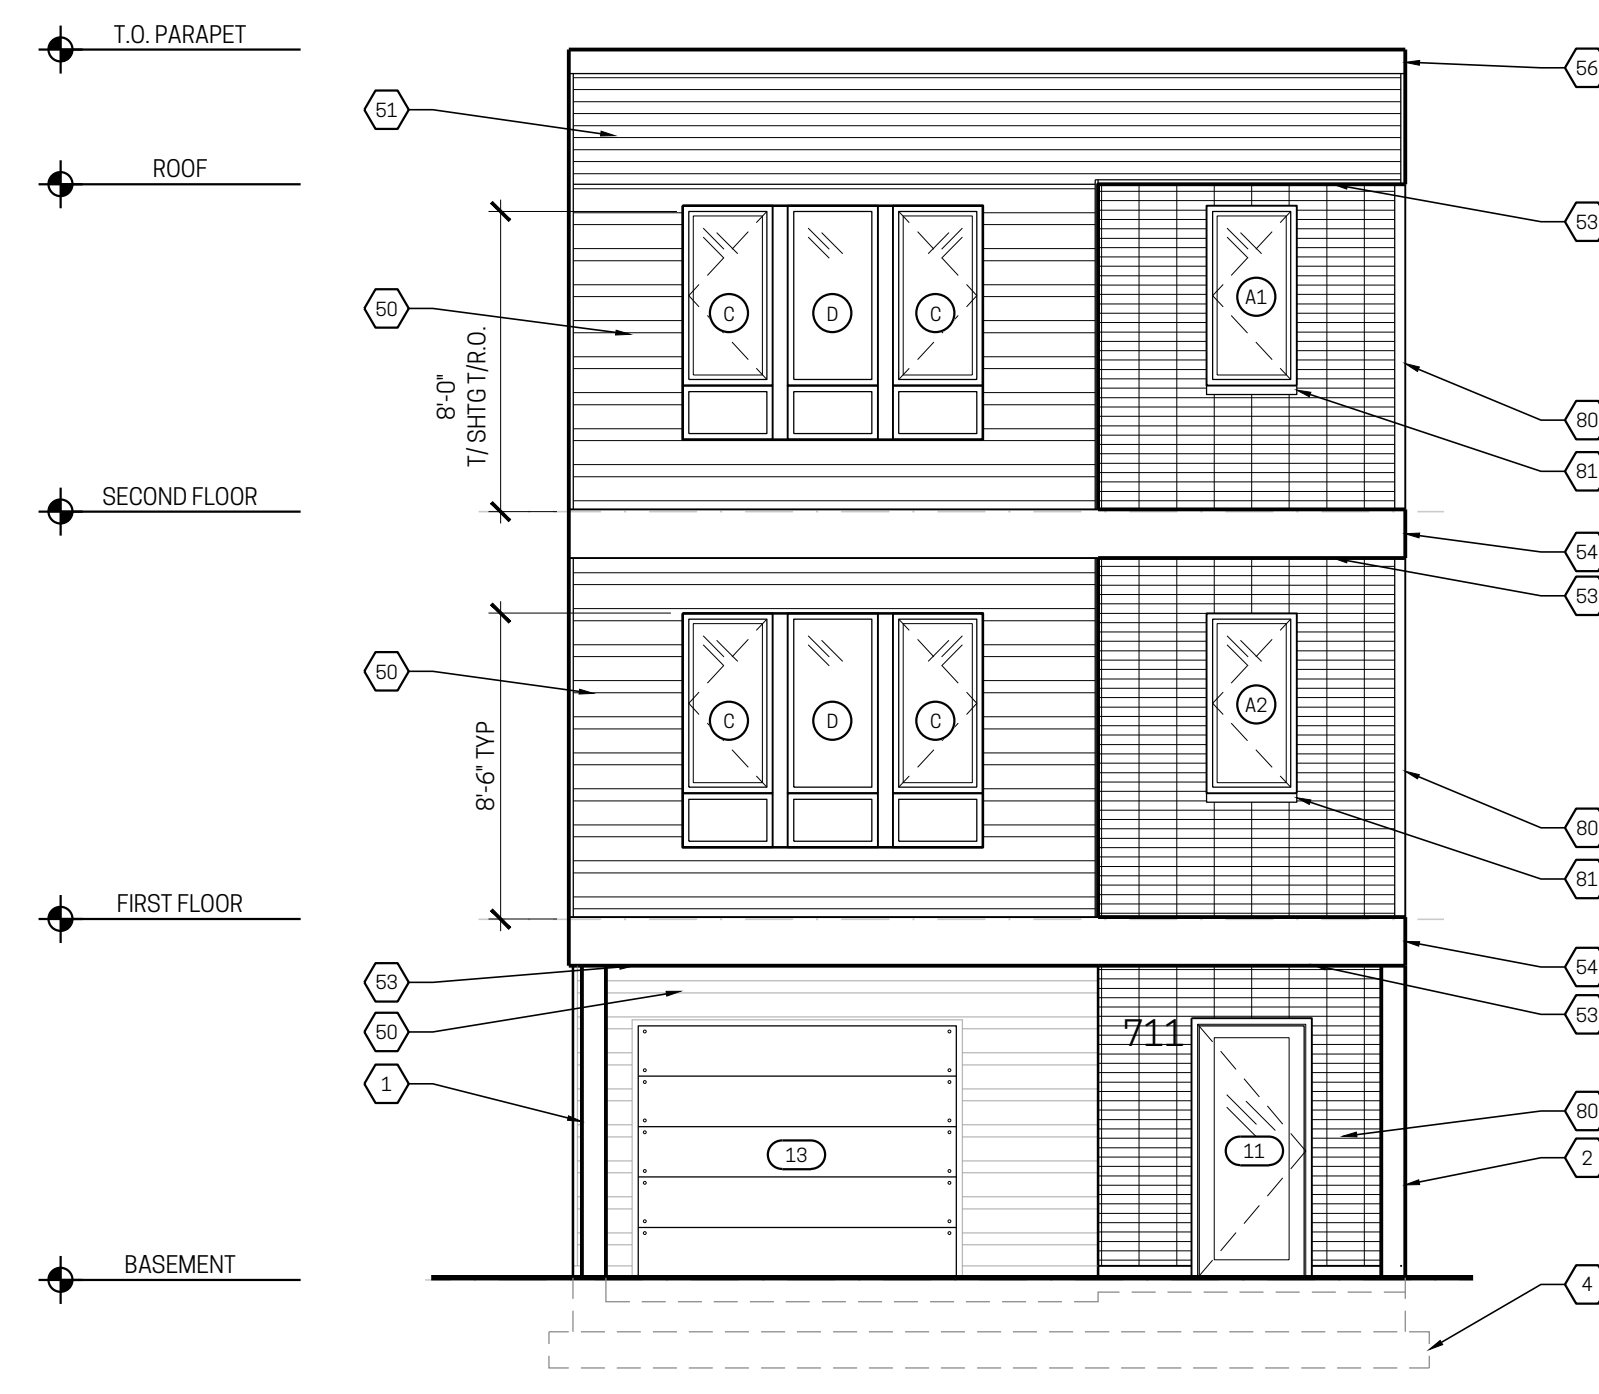 T.O. PARAPET
56
51
ROOF
53
50
C
D
C
A1
8'-0"
T/ SHTG T/R.O.
80
81
SECOND FLOOR
54
53
50
C
D
C
A2
8'-6" TYP
80
81
FIRST FLOOR
54
53
53
50
711
1
80
13
11
2
BASEMENT
4